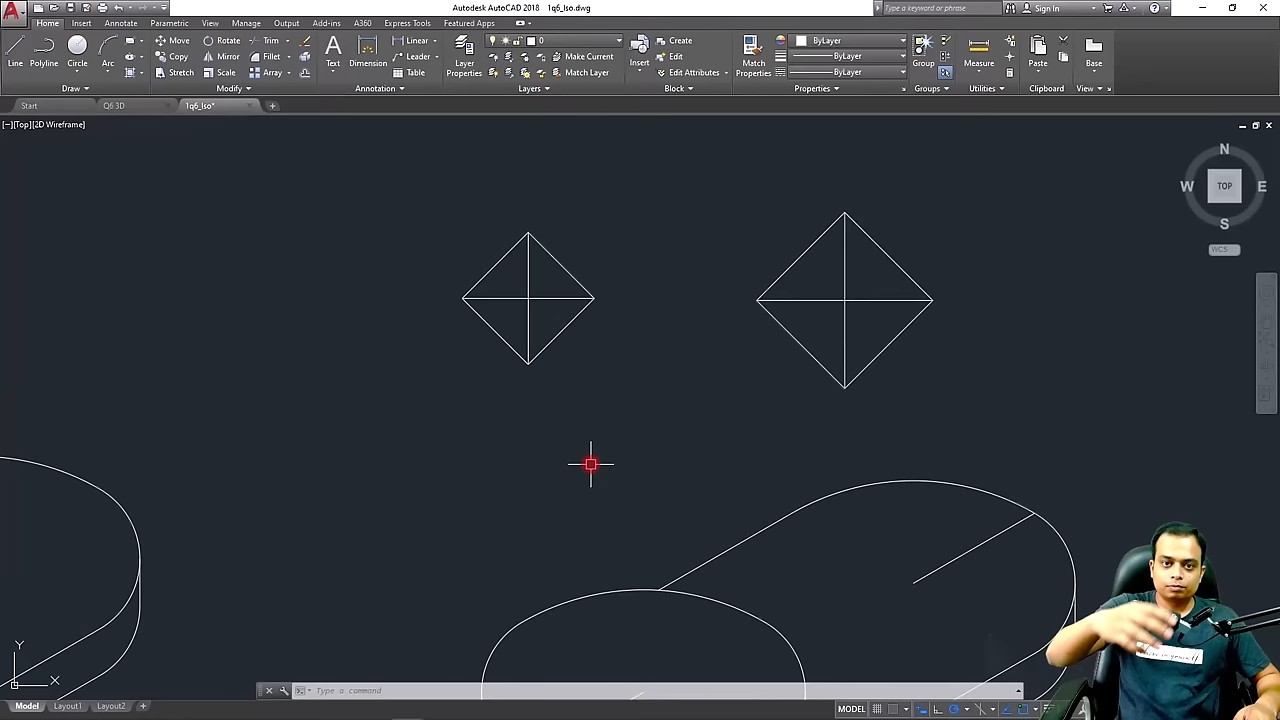 Autodesk AutoCAD 2018 1q6_Iso.dwg
Type a keyword or phrase
Sign In
Home Insert Annotate Parametric View Manage Output Add-ins A360 Express Tools Featured Apps
Line Polyline Circle Arc
Move Rotate Trim
Copy Mirror Fillet
Stretch Scale Array
Text Dimension
Linear
Leader
Table
Layer Properties
0
Make Current
Match Layer
Insert
Create
Edit
Edit Attributes
Match Properties
ByLayer
ByLayer
ByLayer
Group
Measure
Paste
Base
Draw Modify Annotation Layers Block Properties Groups Utilities Clipboard View
Start Q6 3D 1q6_Iso*
[−][Top][2D Wireframe]
N
W TOP E
S
WCS
Y
X
Type a command
Model Layout1 Layout2
MODEL